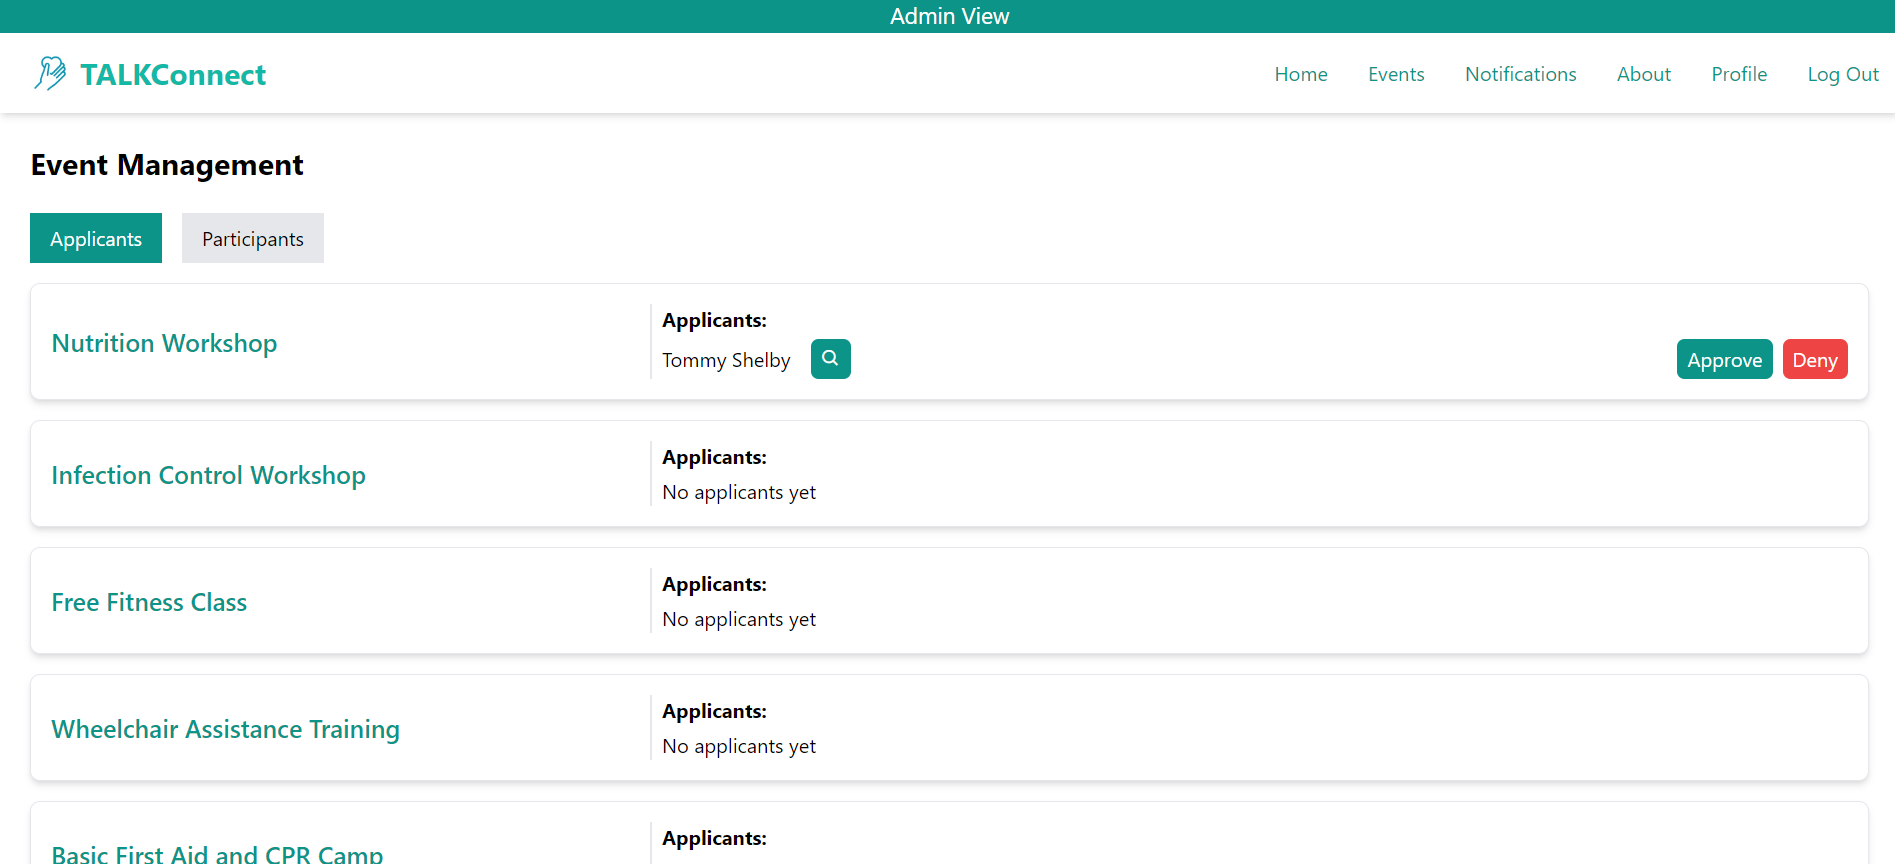 Admin View
TALKConnect
Home Events Notifications About Profile Log Out
Event Management
Applicants Participants
Nutrition Workshop
Applicants:
Tommy Shelby
Approve Deny
Infection Control Workshop
Applicants:
No applicants yet
Free Fitness Class
Applicants:
No applicants yet
Wheelchair Assistance Training
Applicants:
No applicants yet
Basic First Aid and CPR Camp
Applicants: